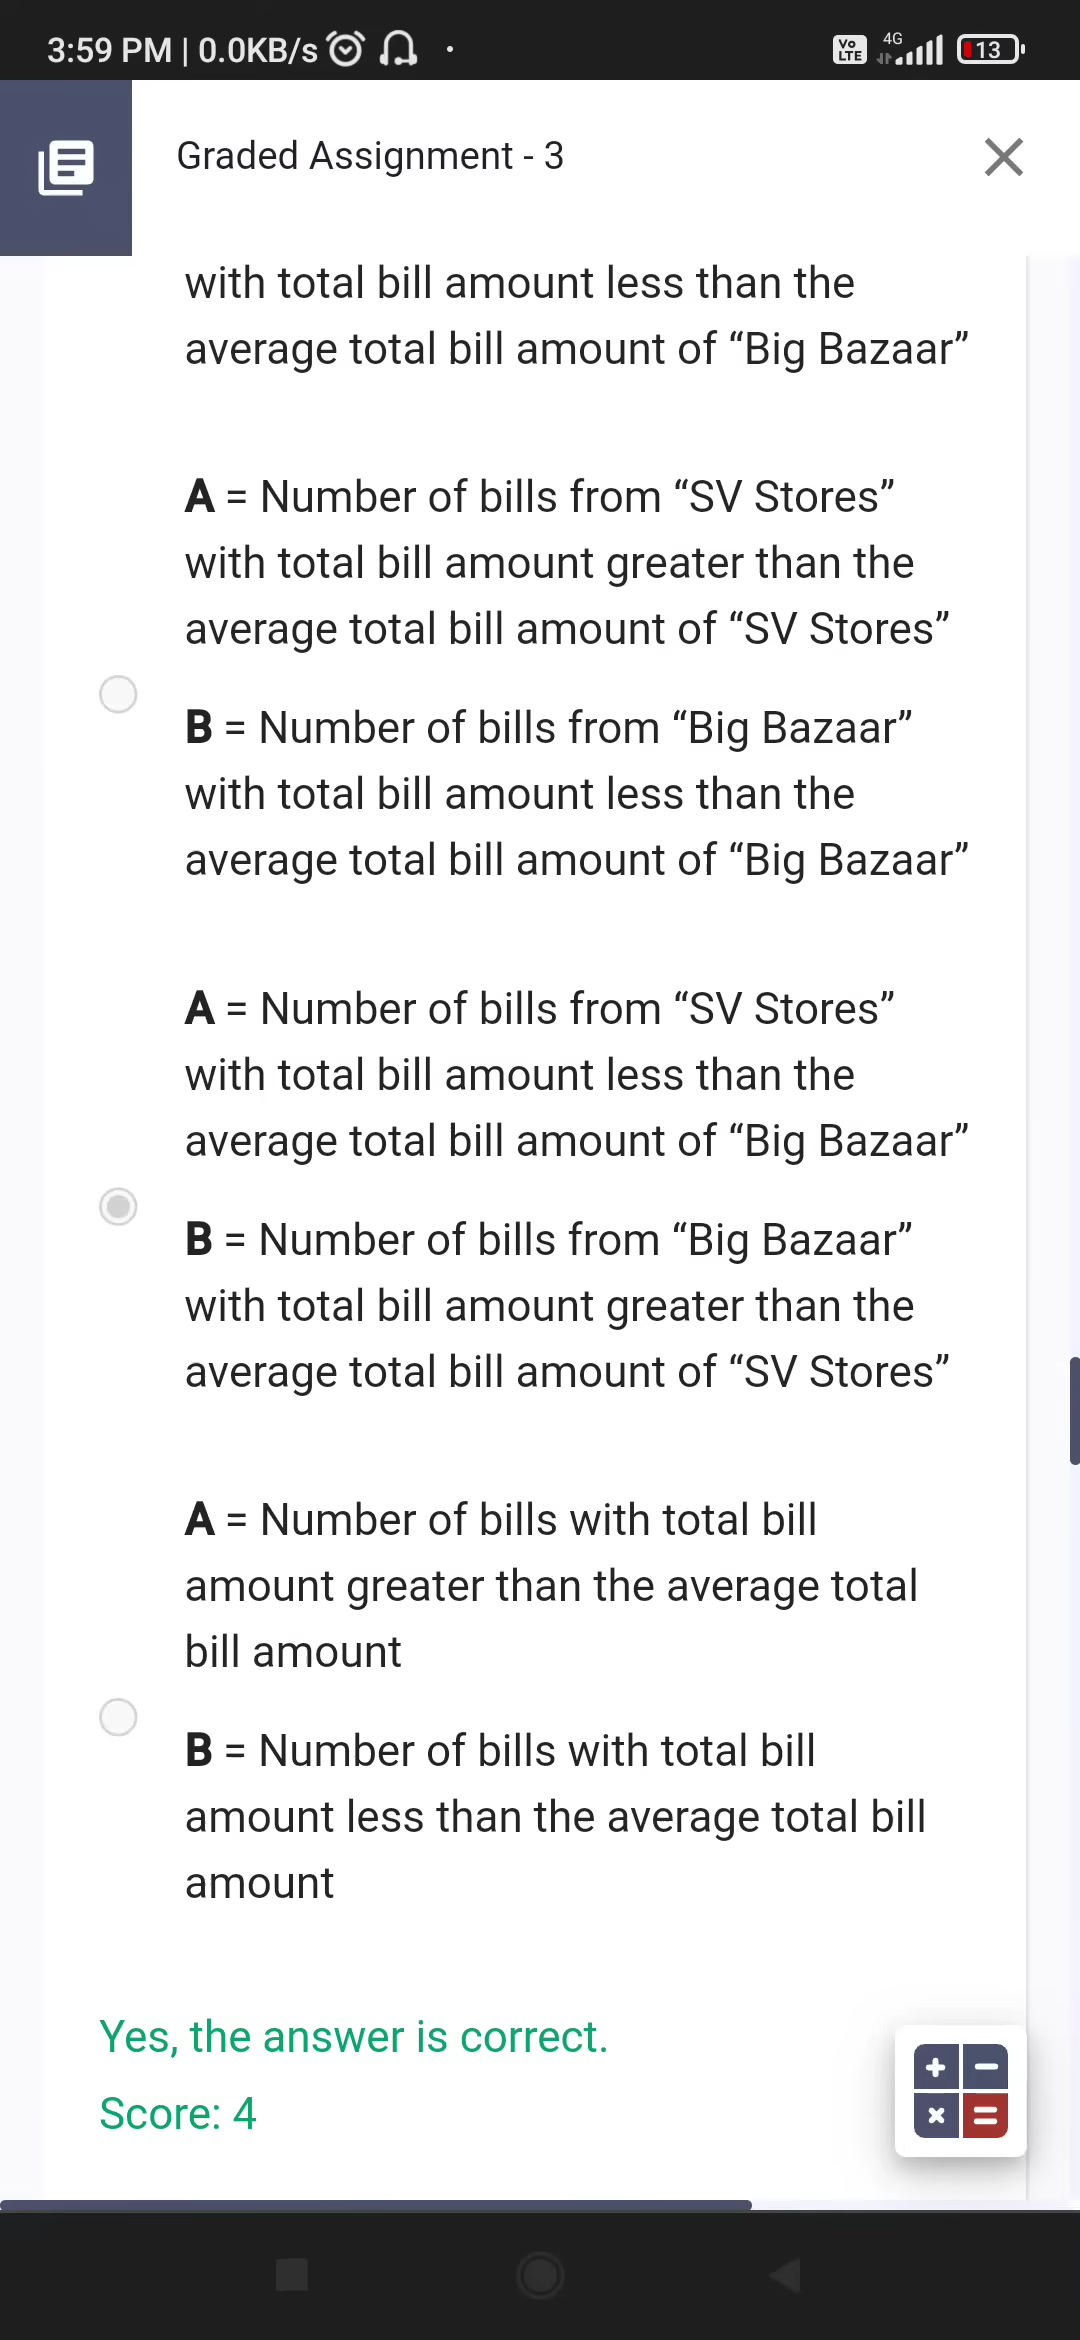 3:59 PM | 0.0KB/s
Vo LTE 4G 13
Graded Assignment - 3
with total bill amount less than the
average total bill amount of “Big Bazaar”
A = Number of bills from “SV Stores”
with total bill amount greater than the
average total bill amount of “SV Stores”
B = Number of bills from “Big Bazaar”
with total bill amount less than the
average total bill amount of “Big Bazaar”
A = Number of bills from “SV Stores”
with total bill amount less than the
average total bill amount of “Big Bazaar”
B = Number of bills from “Big Bazaar”
with total bill amount greater than the
average total bill amount of “SV Stores”
A = Number of bills with total bill
amount greater than the average total
bill amount
B = Number of bills with total bill
amount less than the average total bill
amount
Yes, the answer is correct.
Score: 4